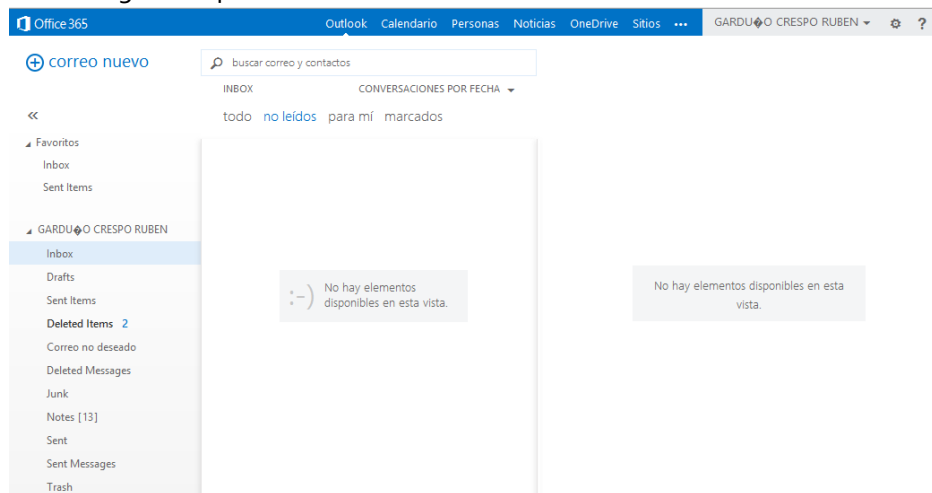 Office 365 Outlook Calendario Personas Noticias OneDrive Sitios ••• GARDU�O CRESPO RUBEN ?
correo nuevo
buscar correo y contactos
INBOX CONVERSACIONES POR FECHA
todo no leídos para mí marcados
«
Favoritos
Inbox
Sent Items
GARDU�O CRESPO RUBEN
Inbox
Drafts
Sent Items
Deleted Items 2
Correo no deseado
Deleted Messages
Junk
Notes [13]
Sent
Sent Messages
Trash
:-)
No hay elementos
disponibles en esta vista.
No hay elementos disponibles en esta
vista.